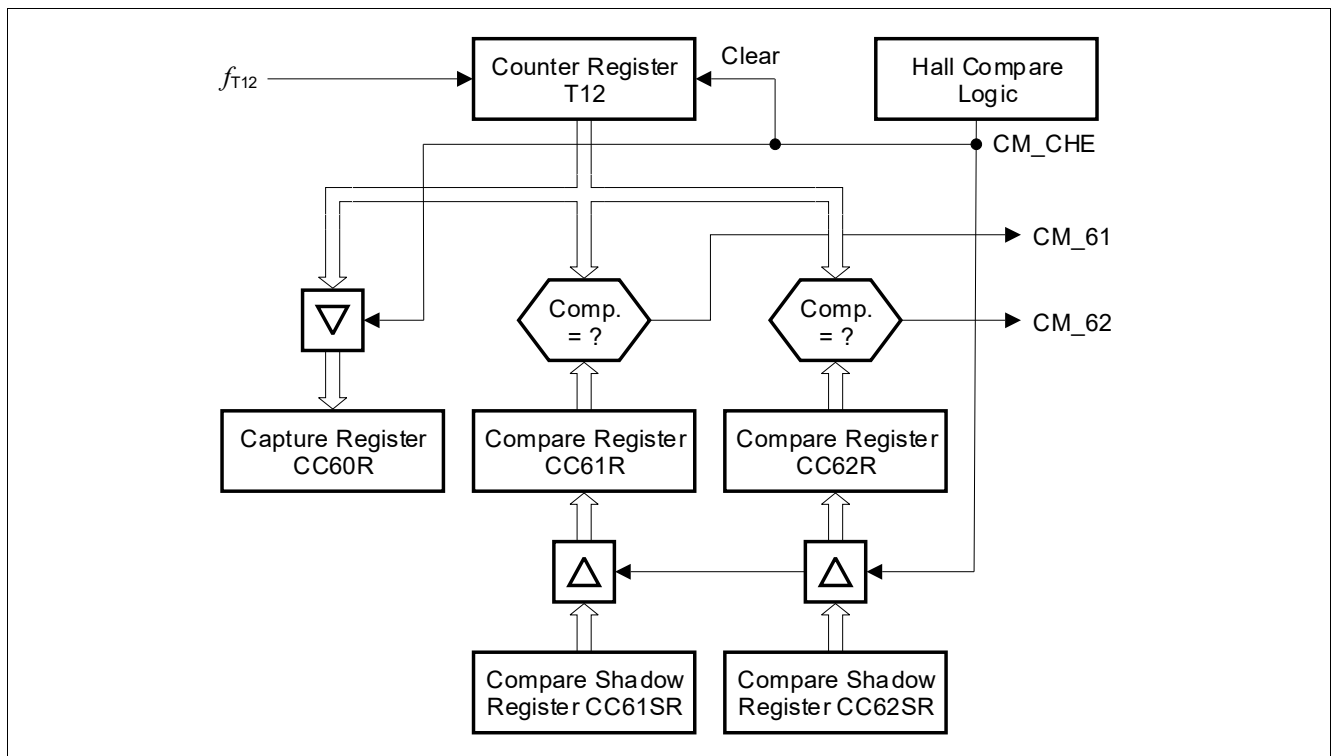 fT12
Counter Register
T12
Clear
Hall Compare
Logic
CM_CHE
CM_61
Comp.
= ?
Comp.
= ?
CM_62
Capture Register
CC60R
Compare Register
CC61R
Compare Register
CC62R
Compare Shadow
Register CC61SR
Compare Shadow
Register CC62SR